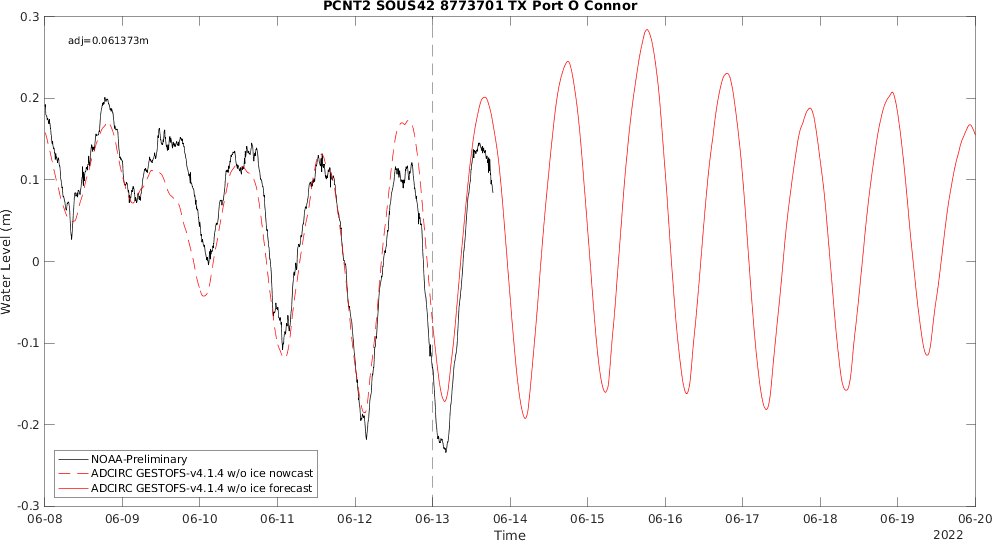 PCNT2 SOUS42 8773701 TX Port O Connor
adj=0.061373m
0.3
0.2
0.1
0
-0.1
-0.2
-0.3
Water Level (m)
NOAA-Preliminary
ADCIRC GESTOFS-v4.1.4 w/o ice nowcast
ADCIRC GESTOFS-v4.1.4 w/o ice forecast
06-08 06-09 06-10 06-11 06-12 06-13 06-14 06-15 06-16 06-17 06-18 06-19 06-20
Time
2022